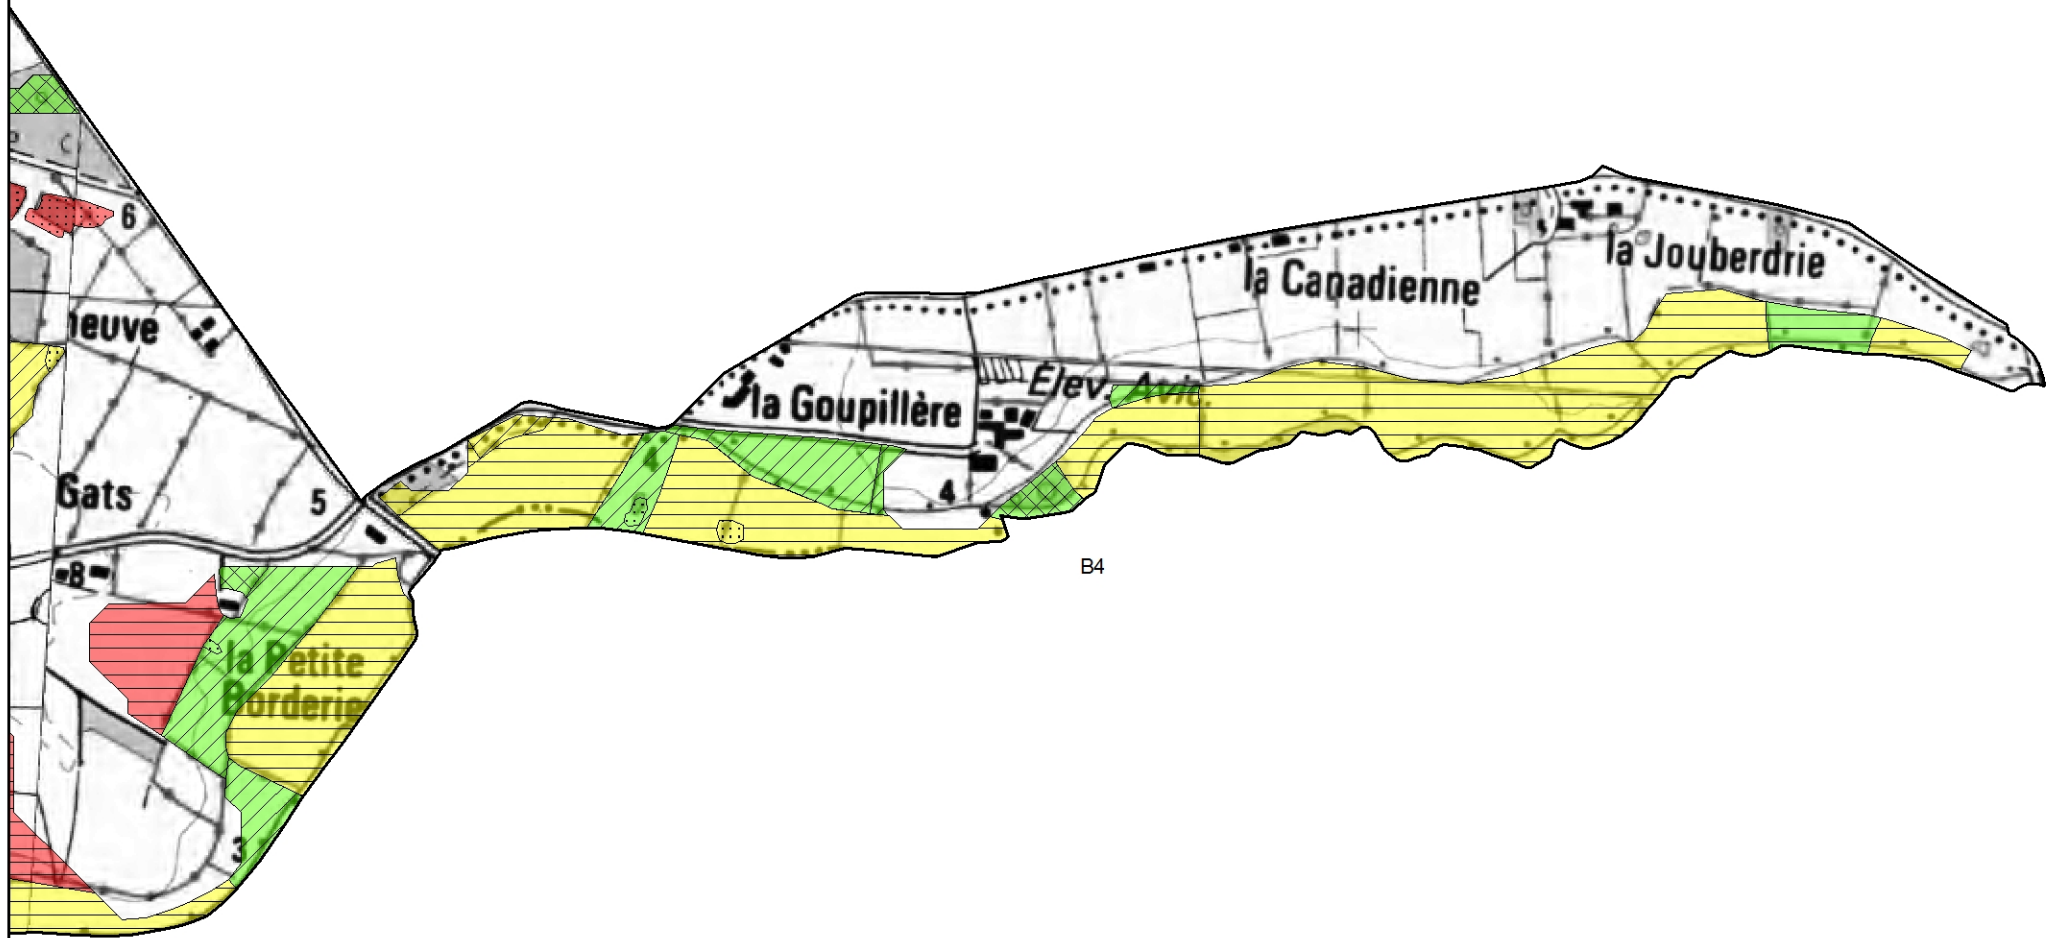 6
la Jouberdrie
la Canadienne
neuve
Élev. Avic.
la Goupillère
4
4
Gats
5
B4
8
la Petite
Borderie
3